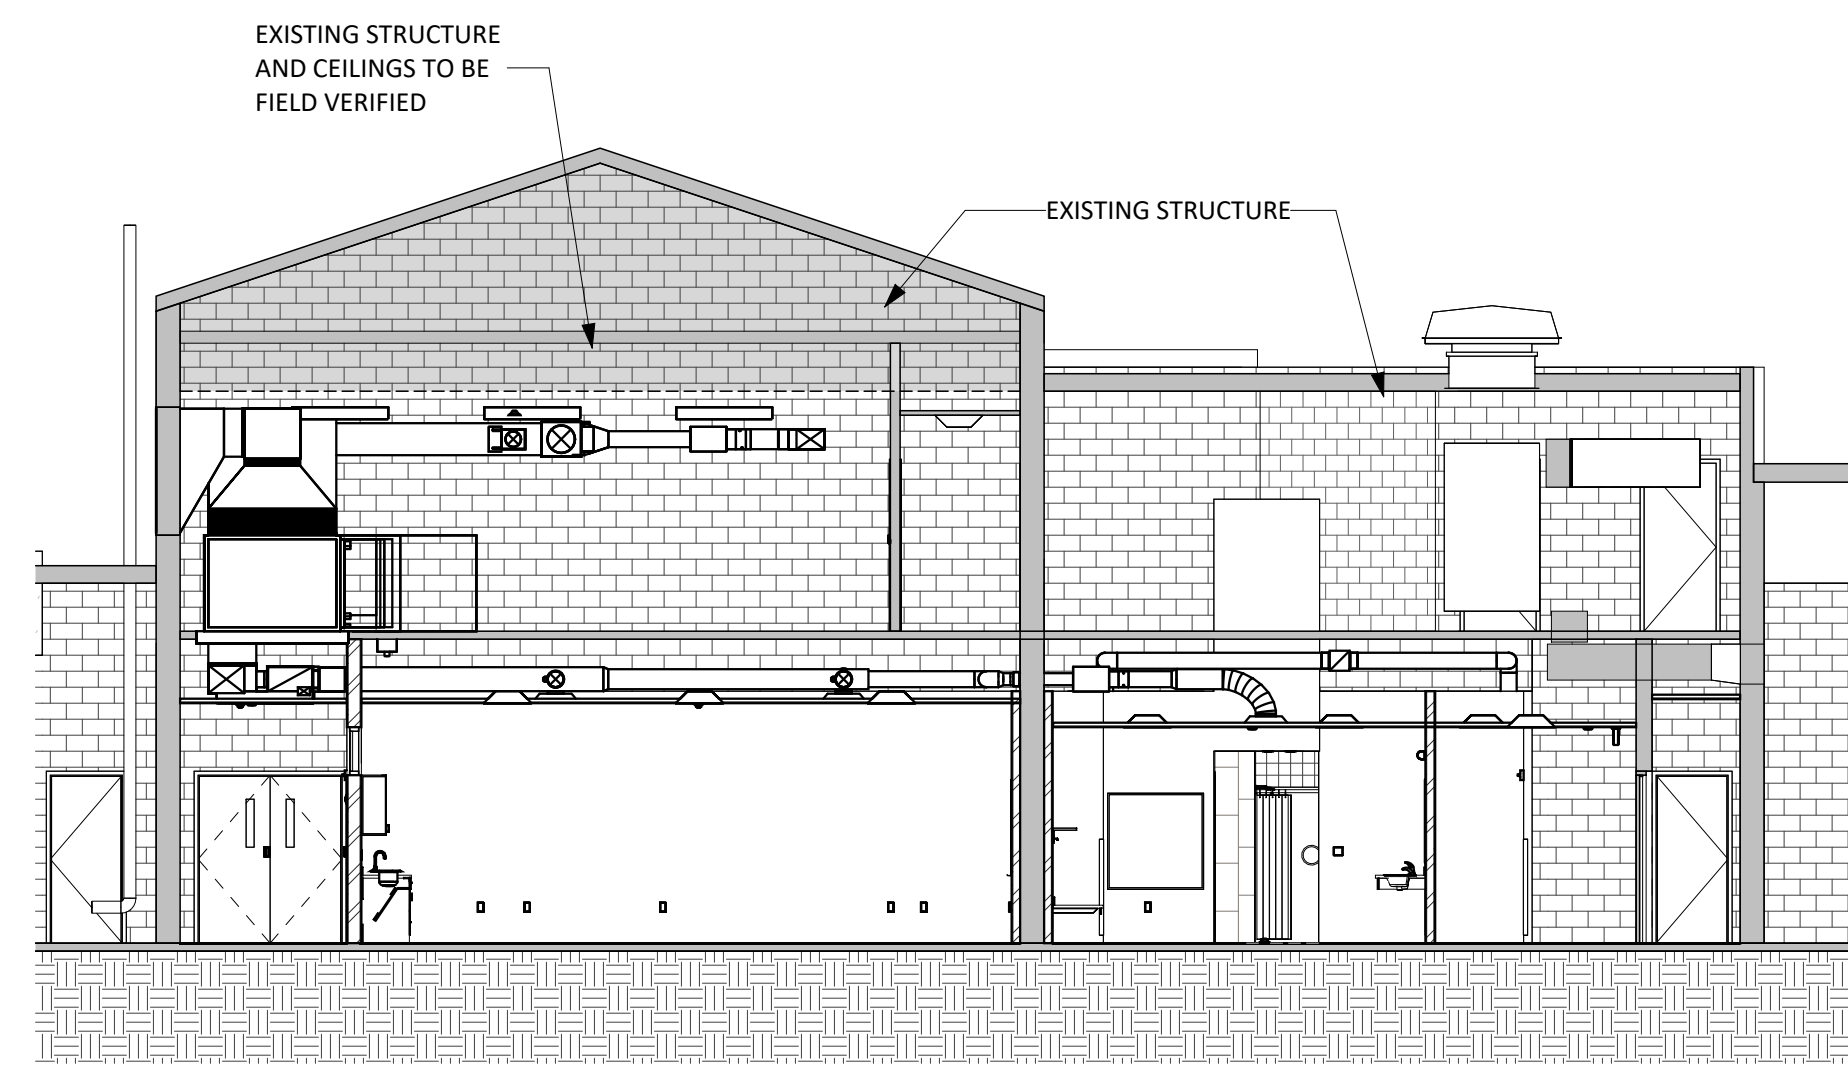 EXISTING STRUCTURE
AND CEILINGS TO BE
FIELD VERIFIED
EXISTING STRUCTURE